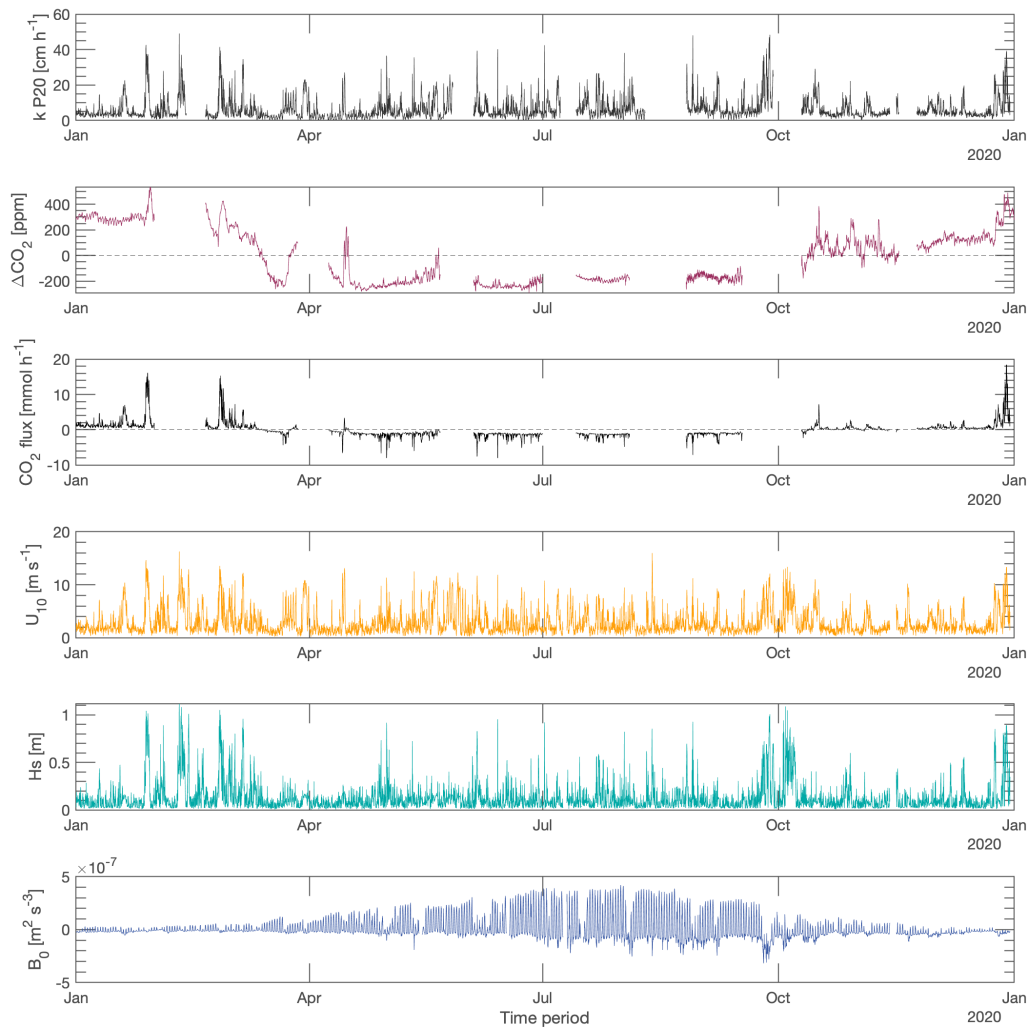 k P20 [cm h⁻¹]
60
40
20
0
Jan
Apr
Jul
Oct
Jan
2020
ΔCO₂ [ppm]
400
200
0
-200
Jan
Apr
Jul
Oct
Jan
2020
CO₂ flux [mmol h⁻¹]
20
10
0
-10
Jan
Apr
Jul
Oct
Jan
2020
U₁₀ [m s⁻¹]
20
10
0
Jan
Apr
Jul
Oct
Jan
2020
Hs [m]
1
0.5
0
Jan
Apr
Jul
Oct
Jan
2020
×10⁻⁷
B₀ [m² s⁻³]
5
0
-5
Jan
Apr
Jul
Oct
Jan
Time period
2020